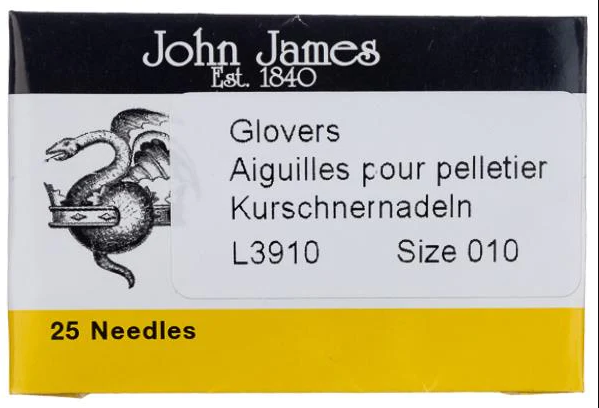 John James
Est. 1840
Glovers
Aiguilles pour pelletier
Kurschnernadeln
L3910 Size 010
25 Needles